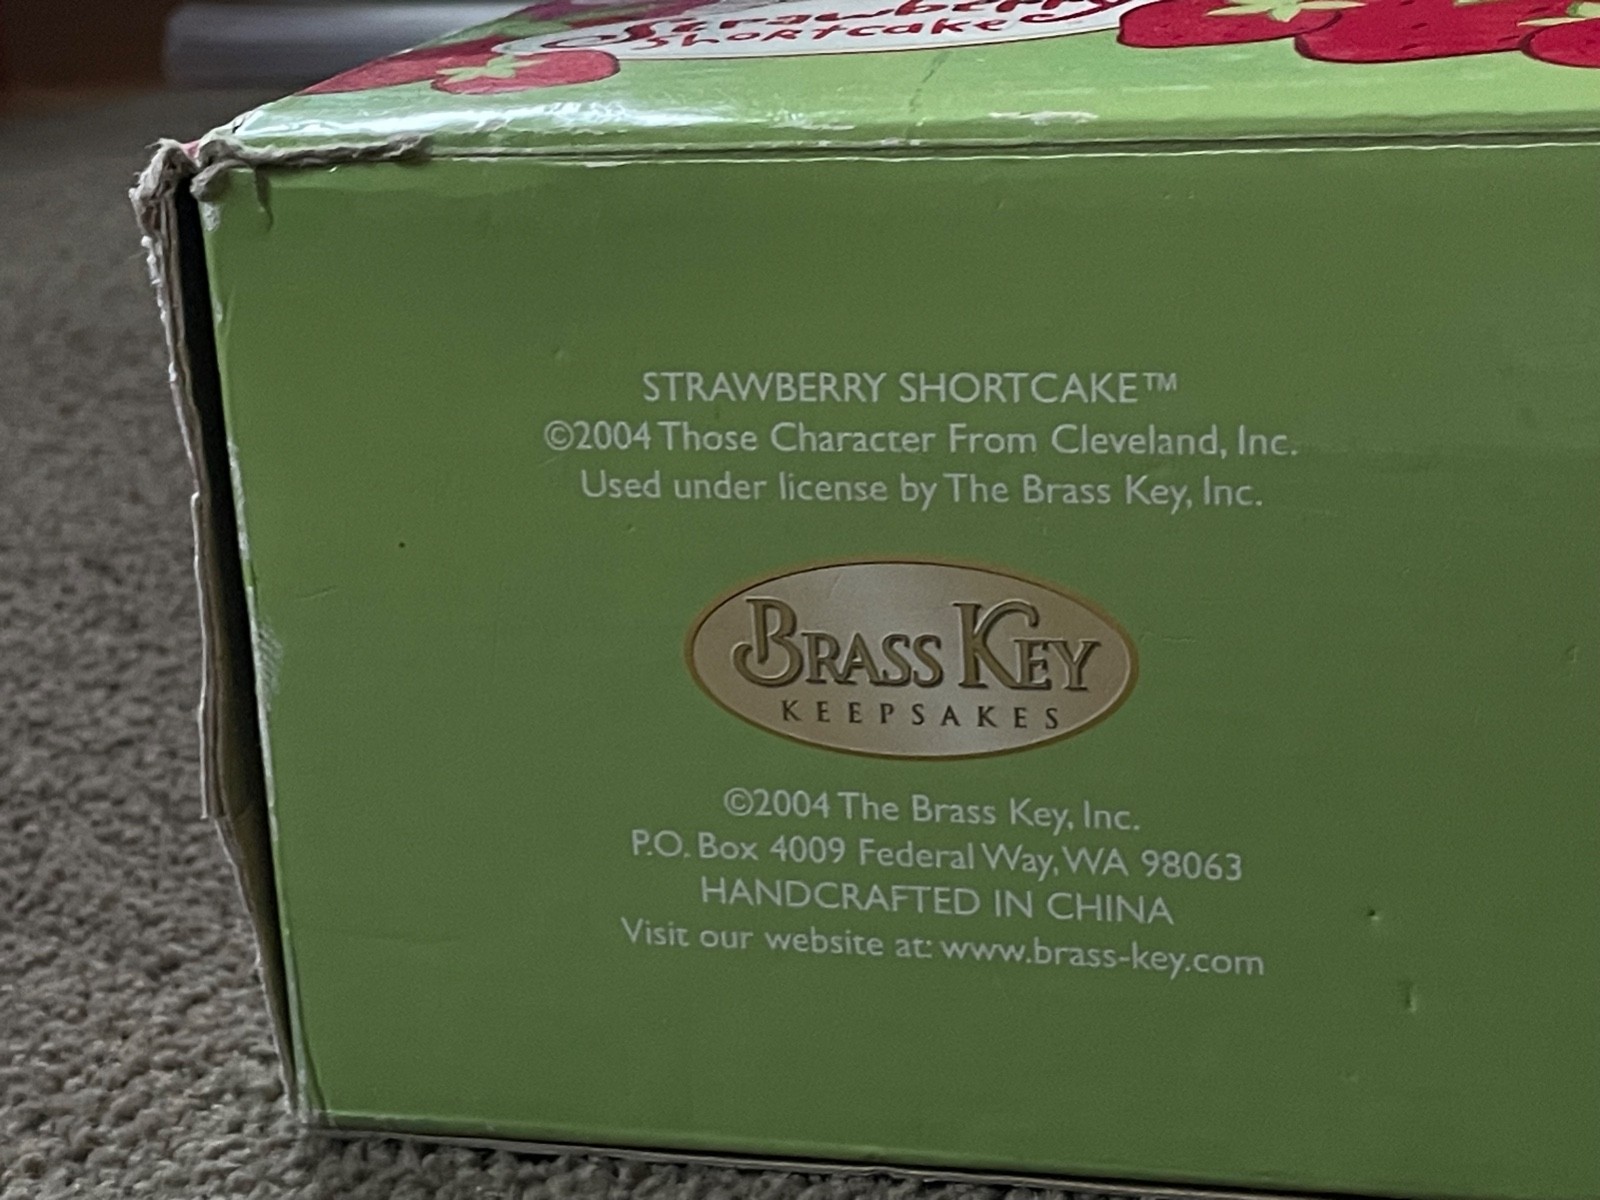 Strawberry
Shortcake
STRAWBERRY SHORTCAKE™
©2004 Those Character From Cleveland, Inc.
Used under license by The Brass Key, Inc.
BRASS KEY
KEEPSAKES
©2004 The Brass Key, Inc.
P.O. Box 4009 Federal Way, WA 98063
HANDCRAFTED IN CHINA
Visit our website at: www.brass-key.com